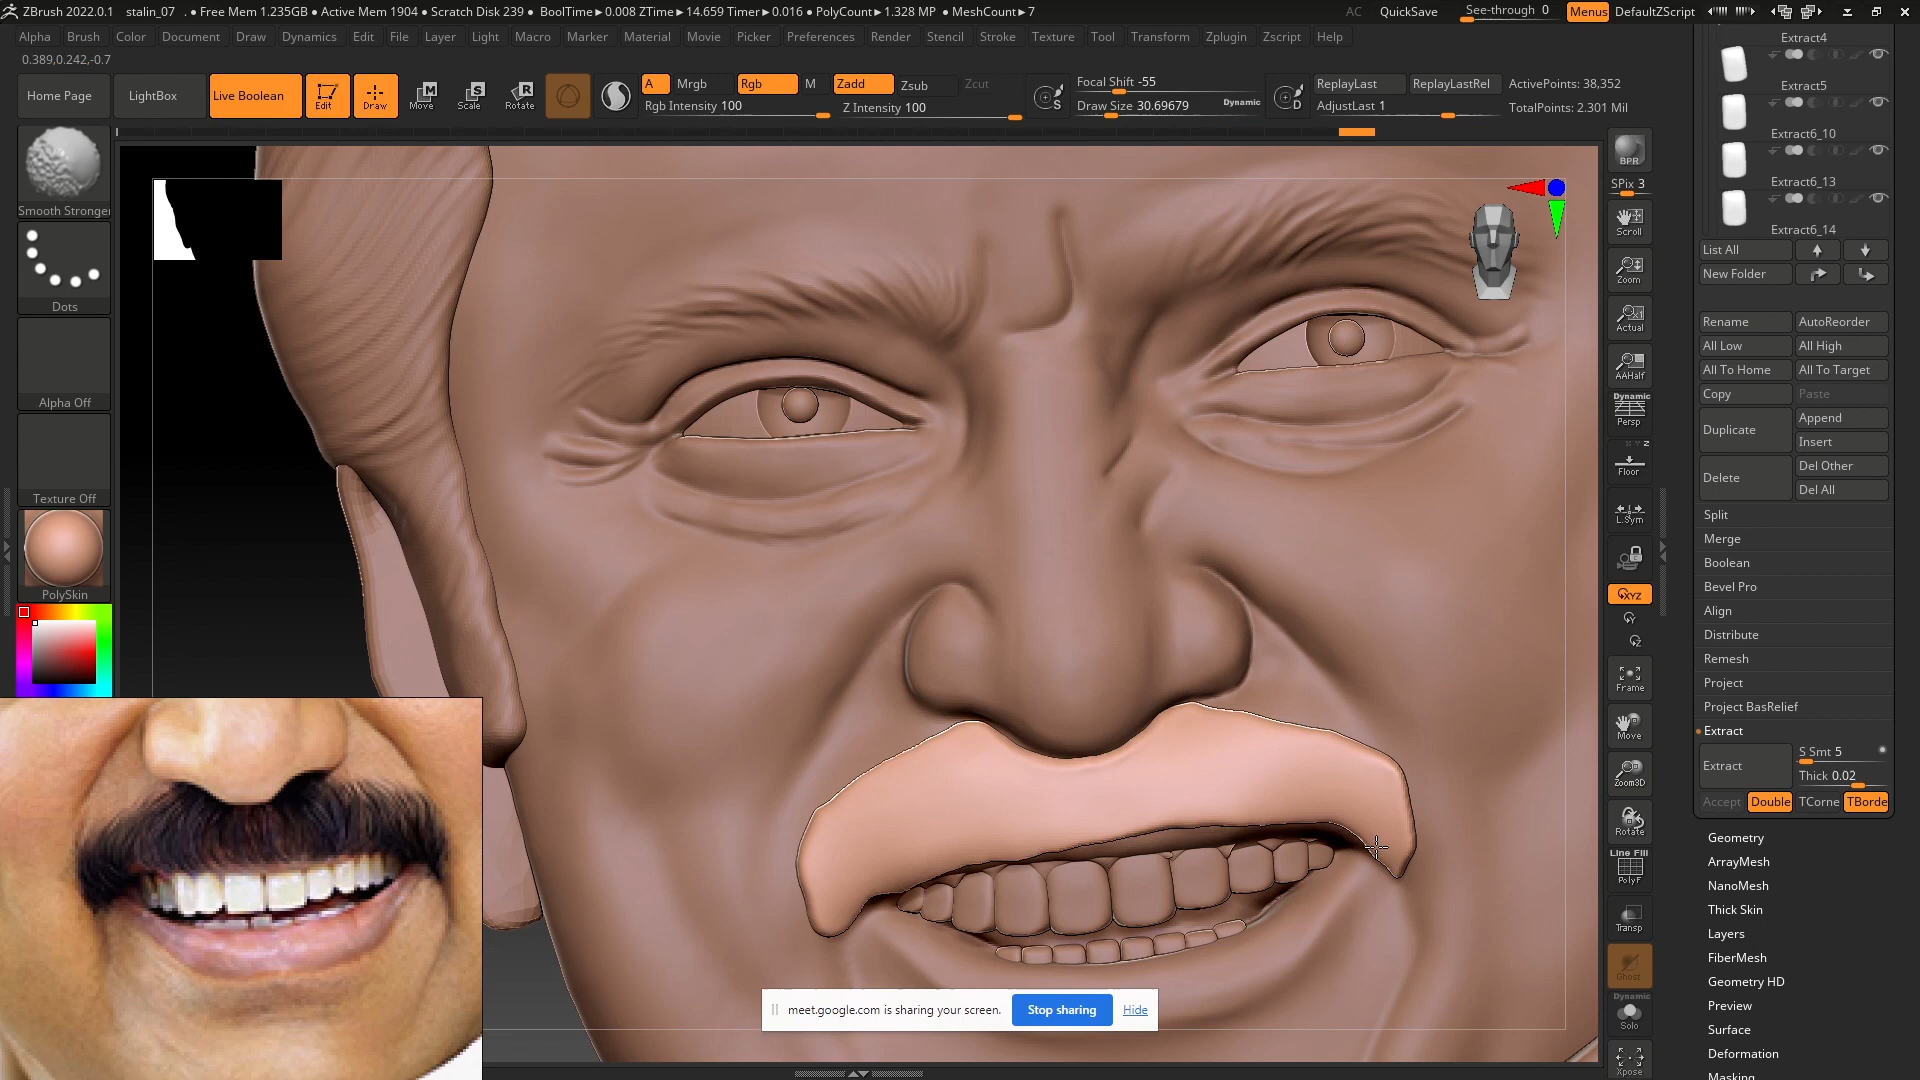 ZBrush 2022.0.1 stalin_07 . • Free Mem 1.235GB • Active Mem 1904 • Scratch Disk 239 • BoolTime►0.008 ZTime►14.659 Timer►0.016 • PolyCount►1.328 MP • MeshCount►7 AC QuickSave See-through 0 Menus DefaultZScript
Alpha Brush Color Document Draw Dynamics Edit File Layer Light Macro Marker Material Movie Picker Preferences Render Stencil Stroke Texture Tool Transform Zplugin Zscript Help
0.389,0.242,-0.7
Home Page LightBox Live Boolean Edit Draw Move Scale Rotate
A Mrgb Rgb M Zadd Zsub Zcut
Rgb Intensity 100 Z Intensity 100
Focal Shift -55
Draw Size 30.69679 Dynamic
ReplayLast ReplayLastRel ActivePoints: 38,352
AdjustLast 1 TotalPoints: 2.301 Mil
Smooth Stronger
Dots
Alpha Off
Texture Off
PolySkin
BPR
SPix 3
Scroll
Zoom
Actual
AAHalf
Dynamic
Persp
Floor
L.Sym
XYZ
Y
Z
Frame
Move
Zoom3D
Rotate
Line Fill
PolyF
Transp
Ghost
Dynamic
Solo
Xpose
Extract4
Extract5
Extract6_10
Extract6_13
Extract6_14
List All
New Folder
Rename AutoReorder
All Low All High
All To Home All To Target
Copy Paste
Duplicate Append
Insert
Delete Del Other
Del All
Split
Merge
Boolean
Bevel Pro
Align
Distribute
Remesh
Project
Project BasRelief
Extract
Extract S Smt 5
Thick 0.02
Accept Double TCorne TBorde
Geometry
ArrayMesh
NanoMesh
Thick Skin
Layers
FiberMesh
Geometry HD
Preview
Surface
Deformation
Masking
meet.google.com is sharing your screen. Stop sharing Hide